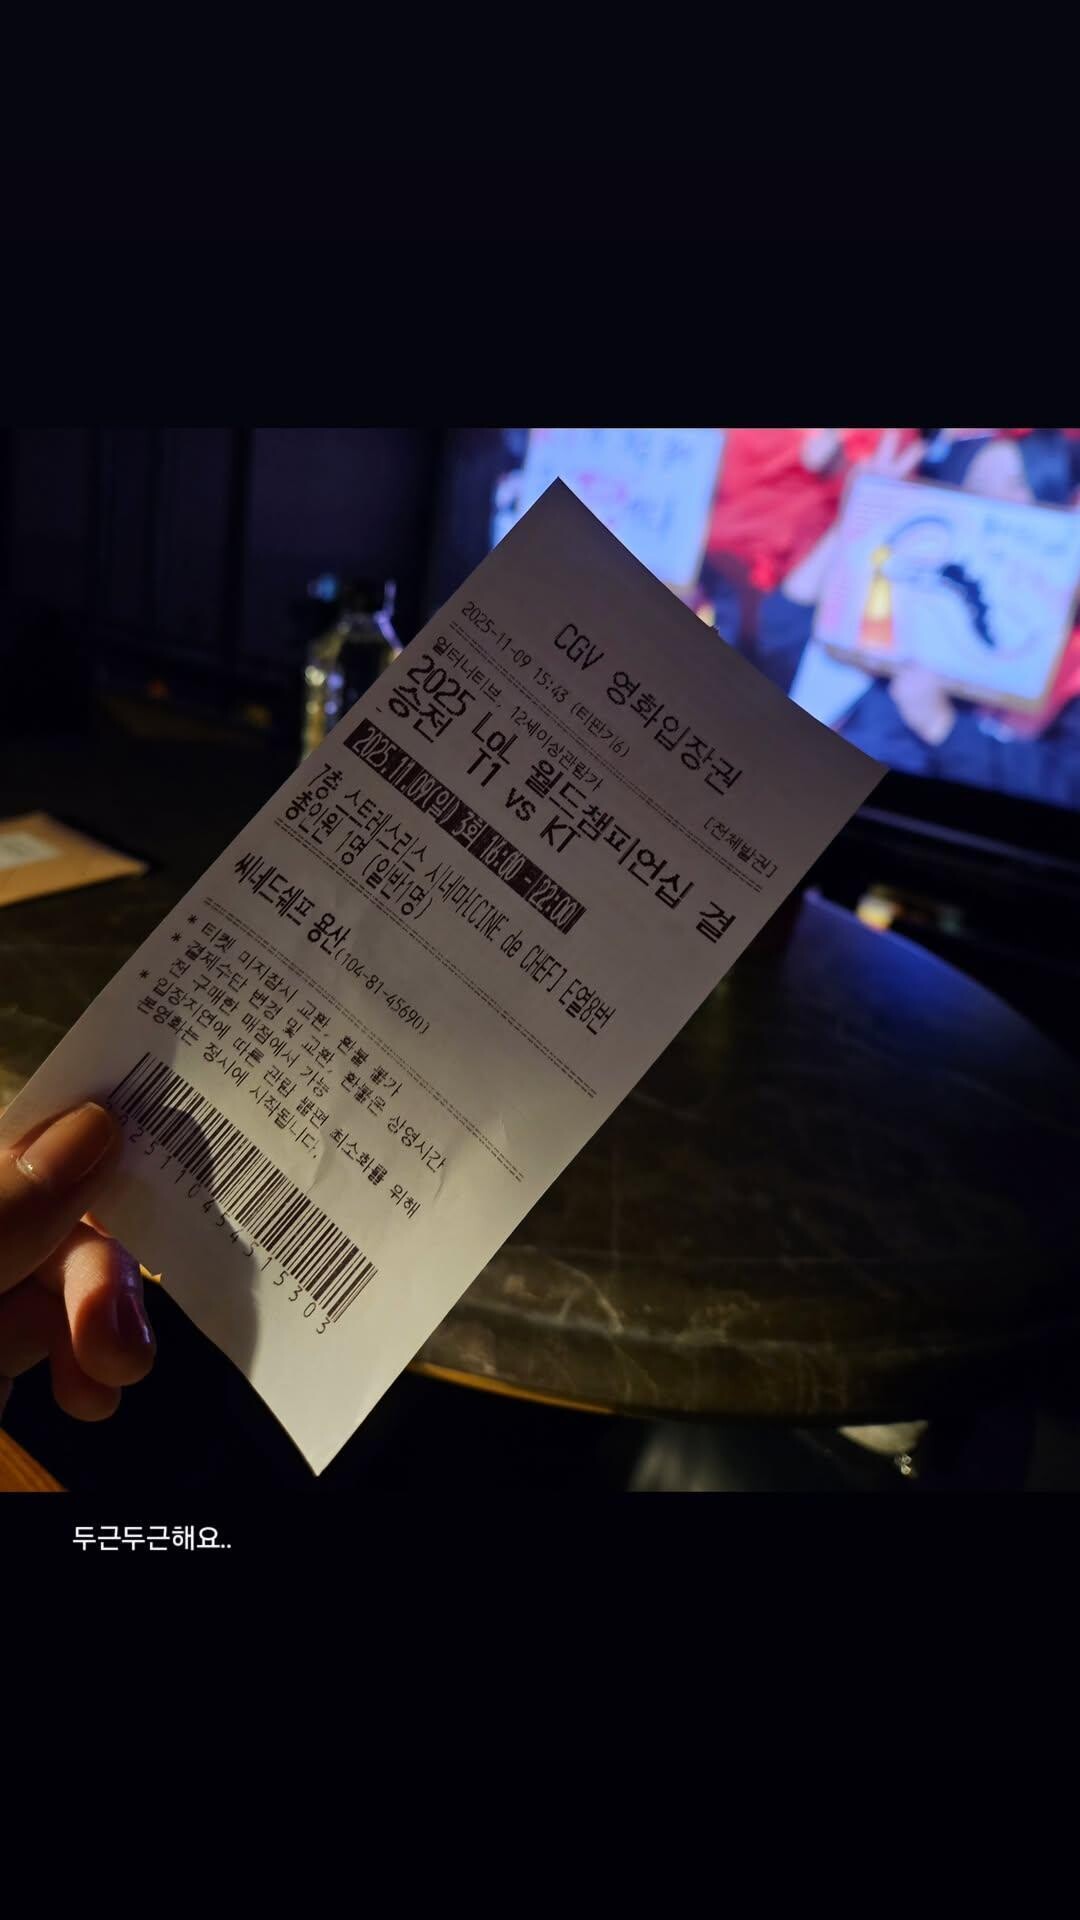 CGV 영화입장권
[전체발권]
2025-11-09 15:43 (티판기6)
얼터너티브, 12세이상관람가
2025 LoL 월드챔피언십 결
승전 T1 vs KT
2025.11.09(일) 3회 16:00 - 22:00
7층 스트레스리스 시네마[CINE de CHEF] E열8번
총인원 1명 (일반1명)
씨네드쉐프 용산(104-81-45690)
* 티켓 미지참시 교환, 환불 불가
* 결제수단 변경 및 교환, 환불은 상영시간
전 구매한 매점에서 가능
* 입장지연에 따른 관람 불편 최소화를 위해
본영화는 정시에 시작됩니다.
두근두근해요..